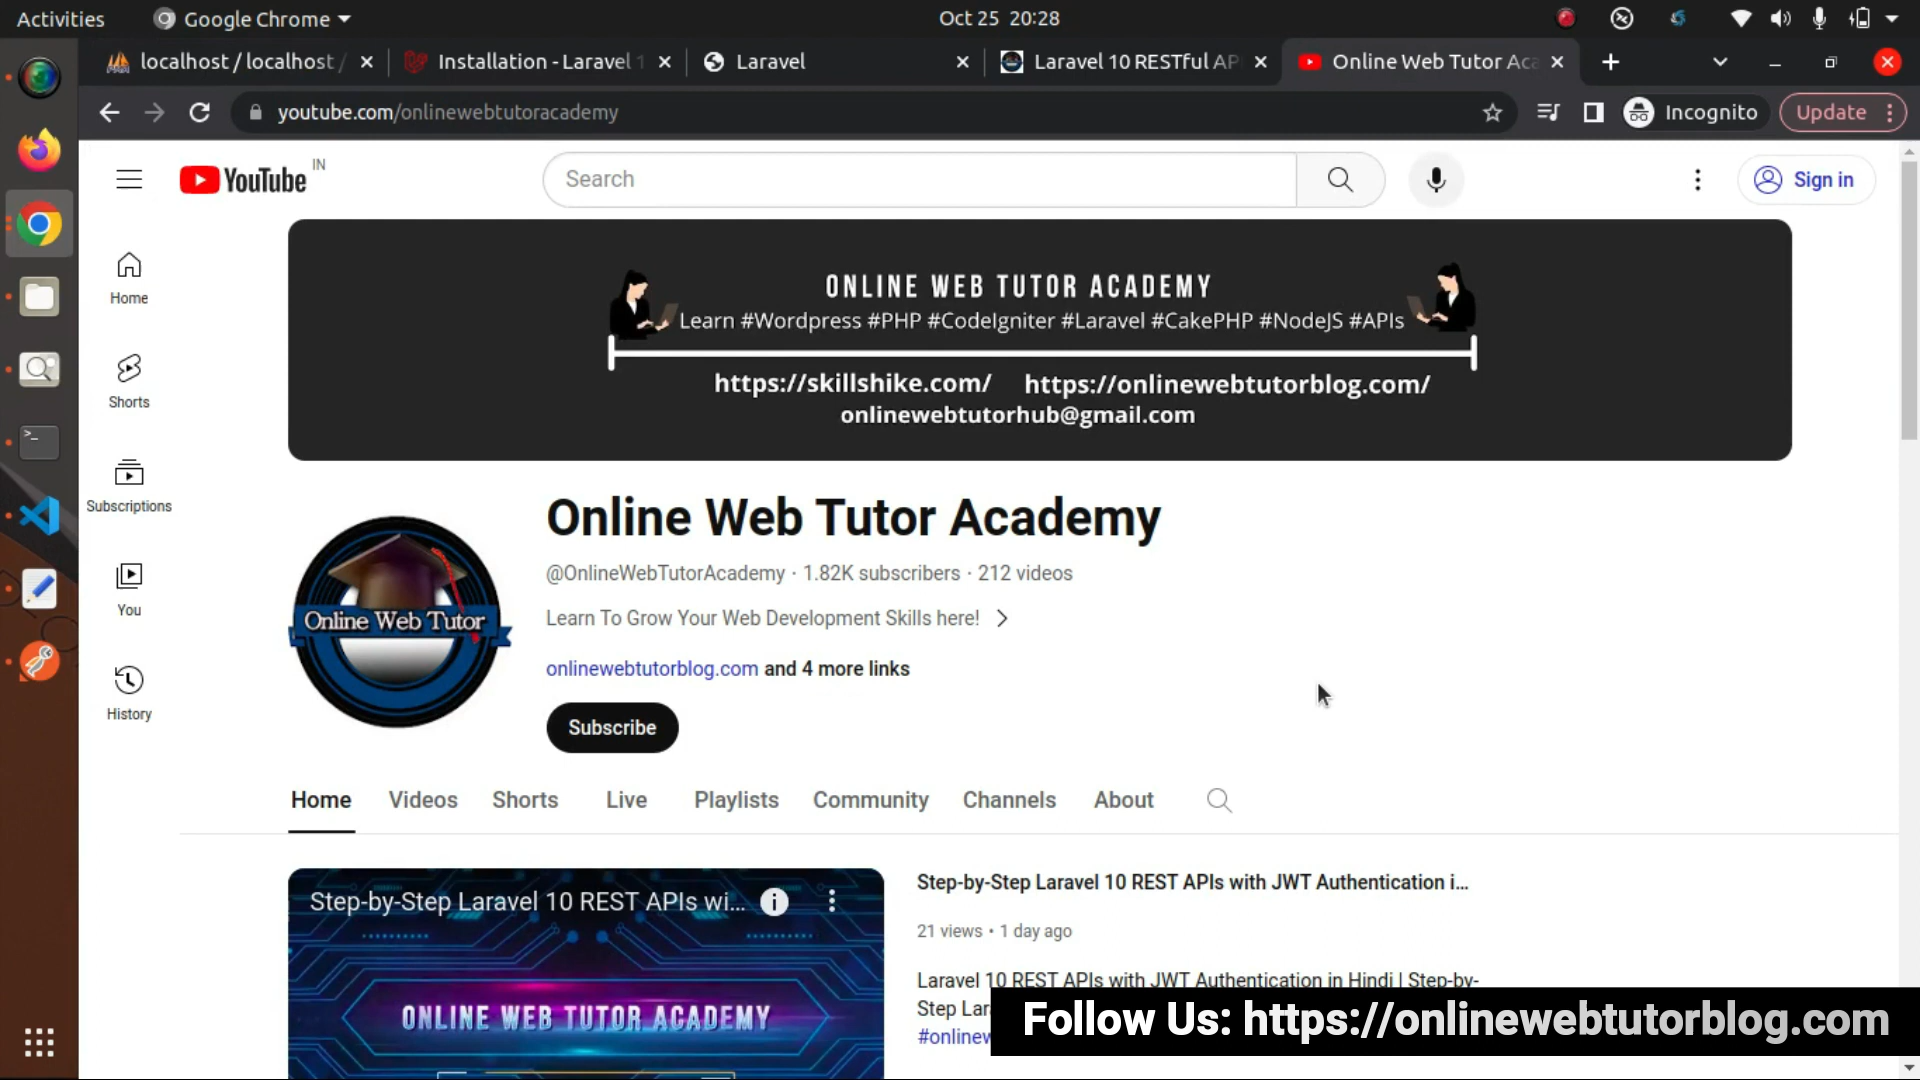 Activities
Google Chrome
Oct 25 20:28
localhost / localhost /
Installation - Laravel 1
Laravel
Laravel 10 RESTful AP
Online Web Tutor Aca
youtube.com/onlinewebtutoracademy
Incognito
Update
YouTube IN
Search
Sign in
Home
Shorts
Subscriptions
You
History
ONLINE WEB TUTOR ACADEMY
Learn #Wordpress #PHP #CodeIgniter #Laravel #CakePHP #NodeJS #APIs
https://skillshike.com/ https://onlinewebtutorblog.com/
onlinewebtutorhub@gmail.com
Online Web Tutor
Online Web Tutor Academy
@OnlineWebTutorAcademy · 1.82K subscribers · 212 videos
Learn To Grow Your Web Development Skills here!
onlinewebtutorblog.com and 4 more links
Subscribe
Home Videos Shorts Live Playlists Community Channels About
Step-by-Step Laravel 10 REST APIs wi...
ONLINE WEB TUTOR ACADEMY
Step-by-Step Laravel 10 REST APIs with JWT Authentication i...
21 views • 1 day ago
Laravel 10 REST APIs with JWT Authentication in Hindi | Step-by-
Step Lar
#onlinew
Follow Us: https://onlinewebtutorblog.com